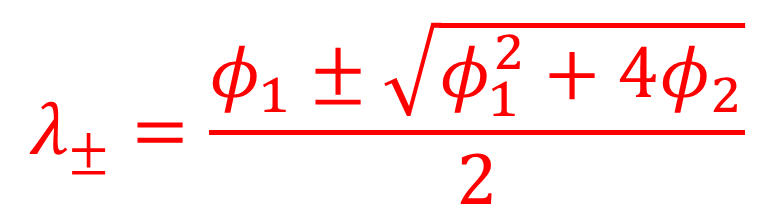 λ± = (ϕ₁ ± √(ϕ₁² + 4ϕ₂)) / 2